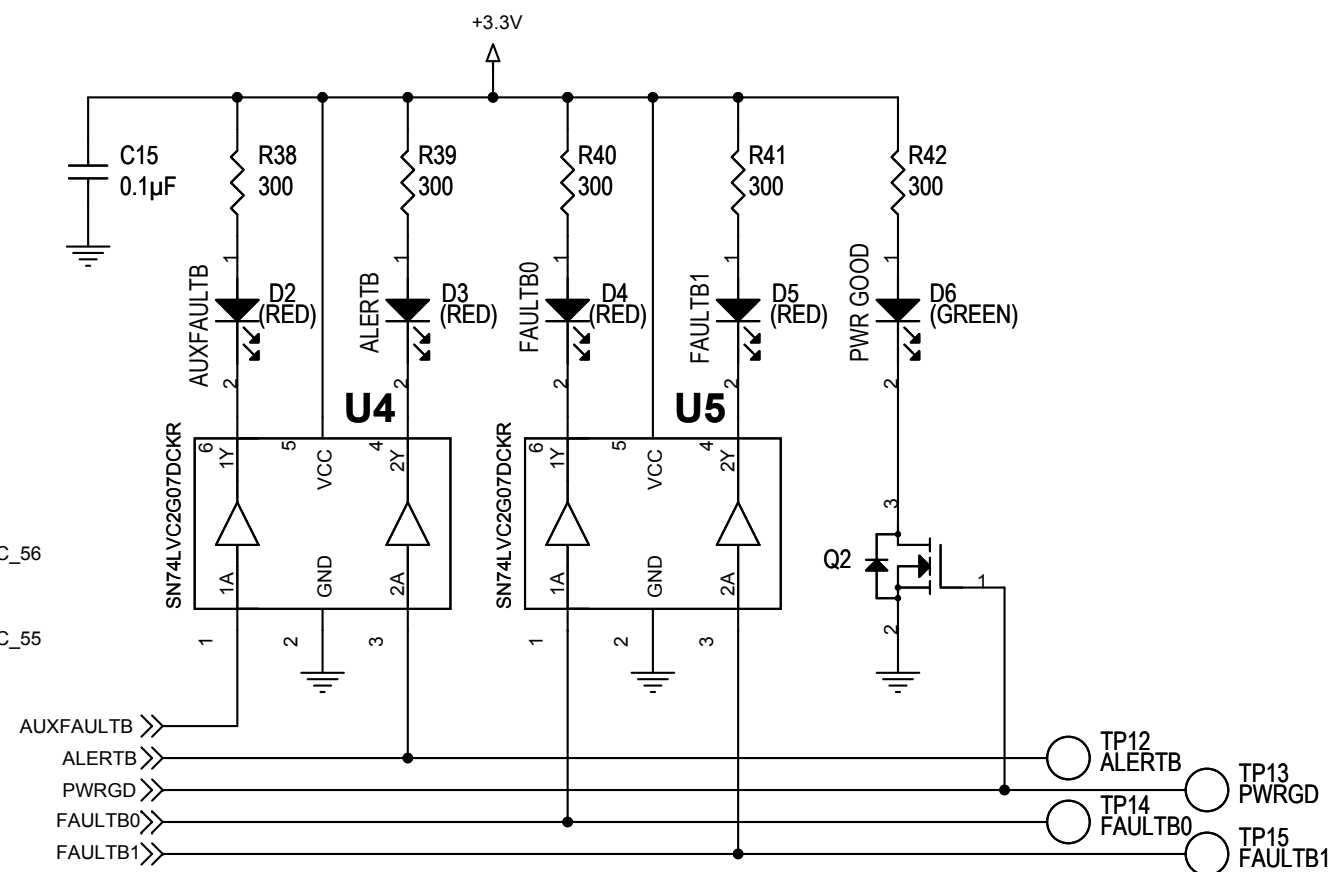 +3.3V
C15
0.1µF
R38
300
R39
300
R40
300
R41
300
R42
300
1
1
1
1
1
AUXFAULTB
D2
(RED)
ALERTB
D3
(RED)
FAULTB0
D4
(RED)
FAULTB1
D5
(RED)
PWR GOOD
D6
(GREEN)
2
2
2
2
2
U4
U5
SN74LVC2G07DCKR
6
1Y
5
VCC
4
2Y
1A
GND
2A
1
2
3
SN74LVC2G07DCKR
6
1Y
5
VCC
4
2Y
1A
GND
2A
1
2
3
3
Q2
1
2
C_56
C_55
AUXFAULTB
ALERTB
PWRGD
FAULTB0
FAULTB1
TP12
ALERTB
TP13
PWRGD
TP14
FAULTB0
TP15
FAULTB1